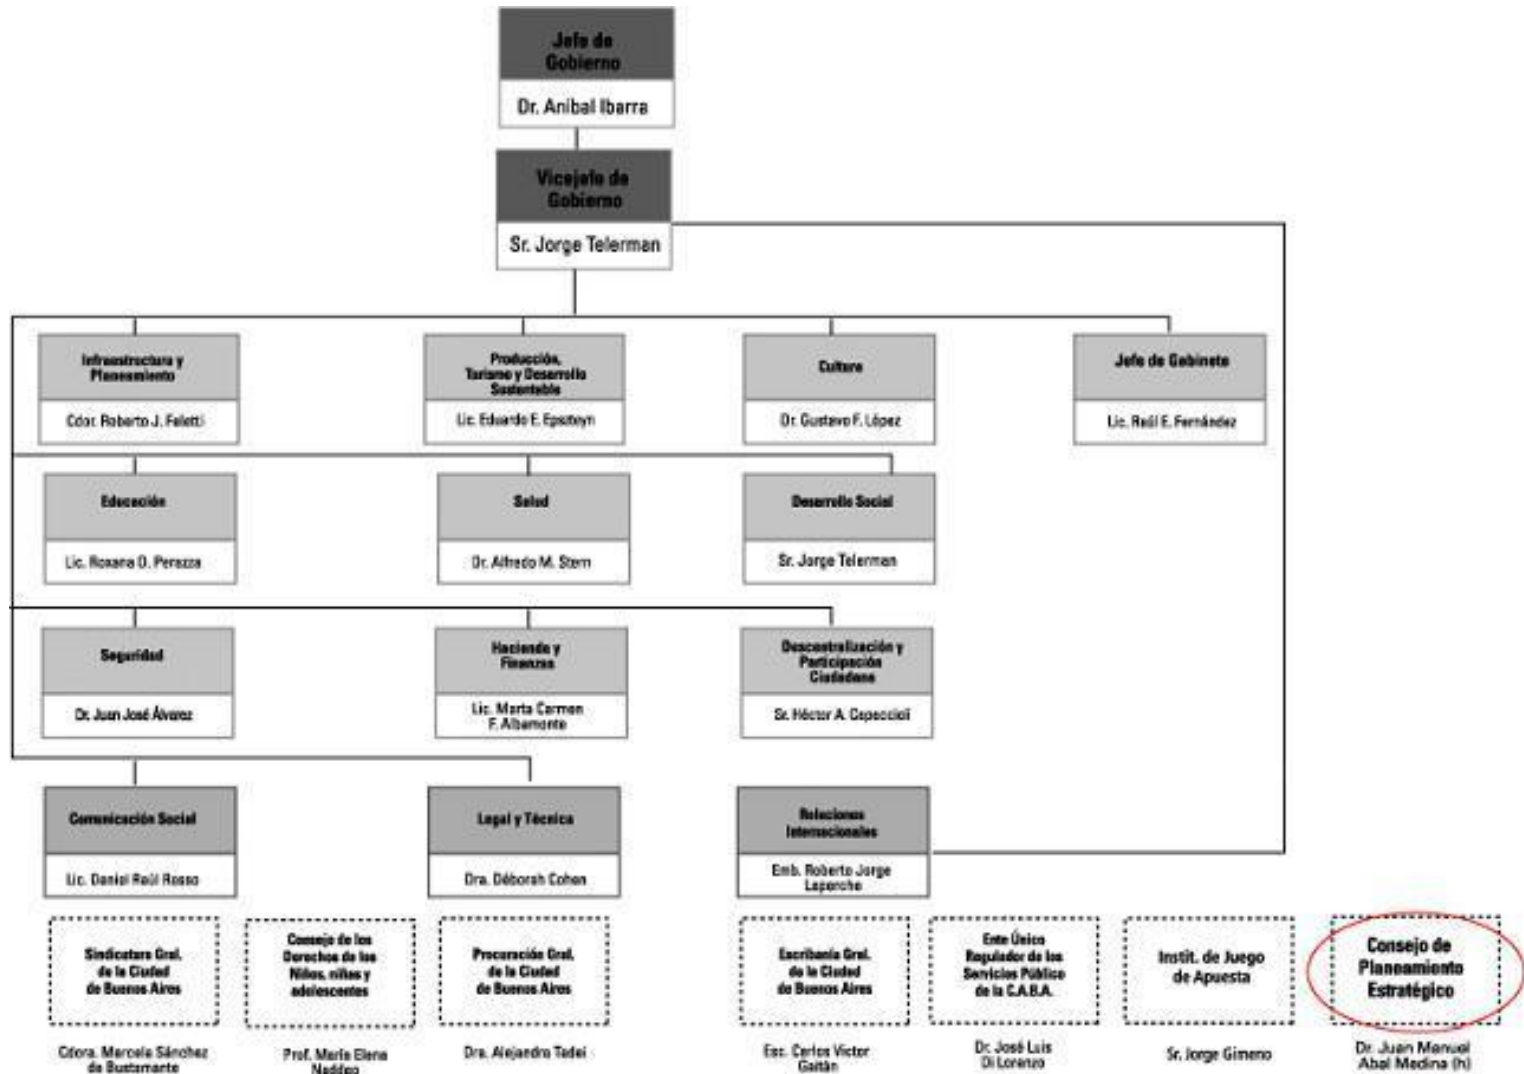 Jefe de
Gobierno
Dr. Aníbal Ibarra
Vicejefe de
Gobierno
Sr. Jorge Telerman
Infraestructura y
Planeamiento
Cdor. Roberto J. Feletti
Producción,
Turismo y Desarrollo
Sustentable
Lic. Eduardo E. Epszteyn
Cultura
Dr. Gustavo F. López
Jefe de Gabinete
Lic. Raúl E. Fernández
Educación
Lic. Roxana D. Perazza
Salud
Dr. Alfredo M. Stern
Desarrollo Social
Sr. Jorge Telerman
Seguridad
Dr. Juan José Álvarez
Hacienda y
Finanzas
Lic. Marta Carmen
F. Albamonte
Descentralización y
Participación
Ciudadana
Sr. Héctor A. Capaccioli
Comunicación Social
Lic. Daniel Raúl Rosso
Legal y Técnica
Dra. Déborah Cohen
Relaciones
Internacionales
Emb. Roberto Jorge
Laperche
Sindicatura Gral.
de la Ciudad
de Buenos Aires
Cdora. Marcela Sánchez
de Bustamante
Consejo de los
Derechos de los
Niños, niñas y
adolescentes
Prof. María Elena
Naddeo
Procuración Gral.
de la Ciudad
de Buenos Aires
Dra. Alejandra Tadei
Escribanía Gral.
de la Ciudad
de Buenos Aires
Esc. Carlos Víctor
Gaitán
Ente Único
Regulador de los
Servicios Público
de la C.A.B.A.
Dr. José Luis
Di Lorenzo
Instit. de Juego
de Apuesta
Sr. Jorge Gimeno
Consejo de
Planeamiento
Estratégico
Dr. Juan Manuel
Abal Medina (h)